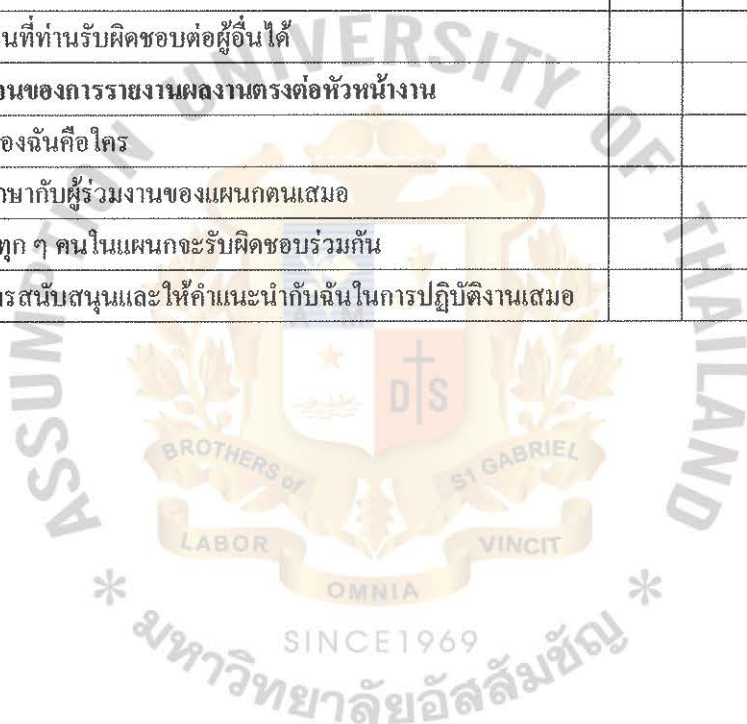 นที่ท่านรับผิดชอบต่อผู้อื่นได้
อนของการรายงานผลงานตรงต่อหัวหน้างาน
องฉันคือใคร
กษากับผู้ร่วมงานของแผนกตนเสมอ
ทุก ๆ คนในแผนกจะรับผิดชอบร่วมกัน
ารสนับสนุนและให้คำแนะนำกับฉันในการปฏิบัติงานเสมอ
ASSUMPTION UNIVERSITY OF THAILAND
A M
D S
BROTHERS of ST GABRIEL
LABOR OMNIA VINCIT
SINCE1969
* มหาวิทยาลัยอัสสัมชัญ *